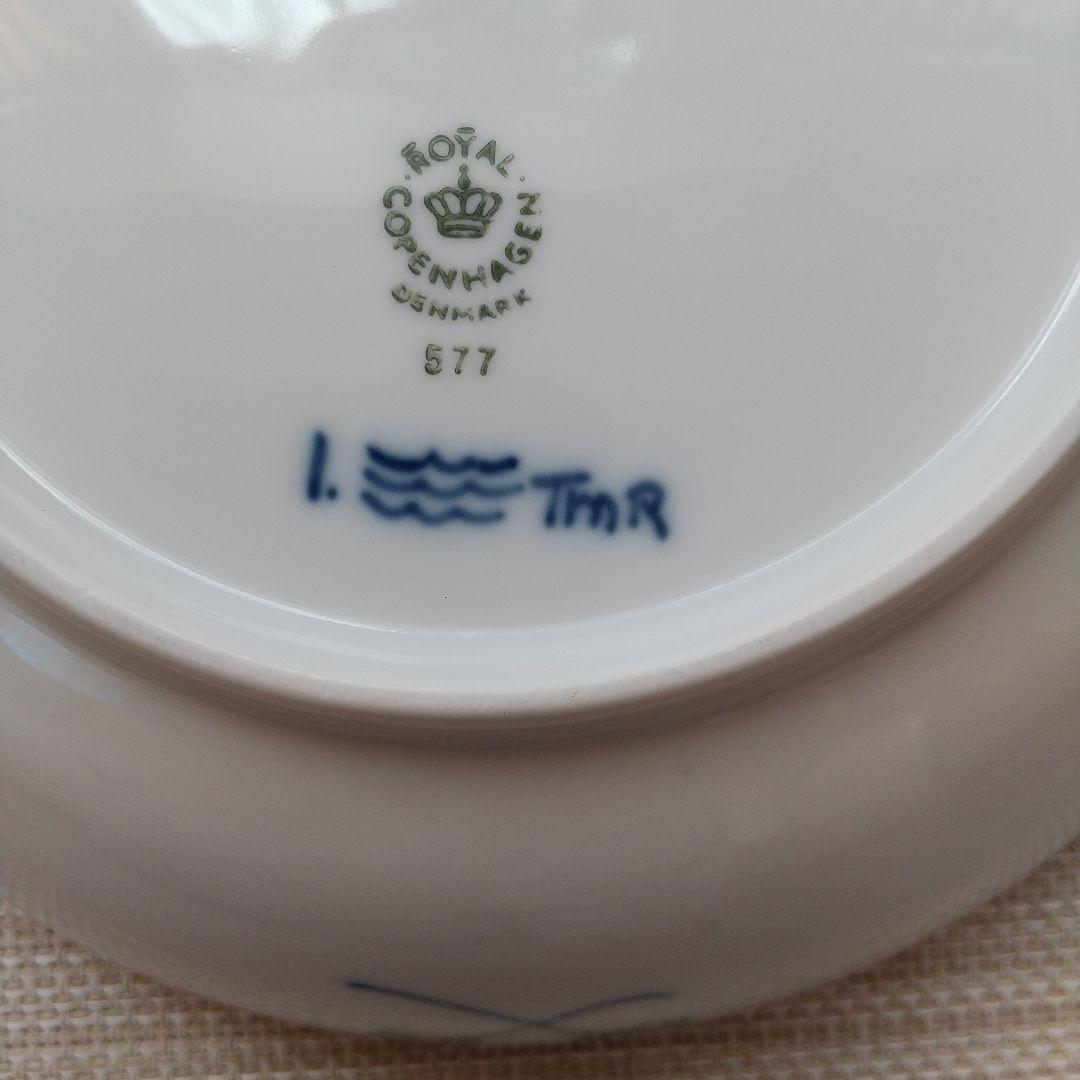 ROYAL
COPENHAGEN
DENMARK
577
1. TMR